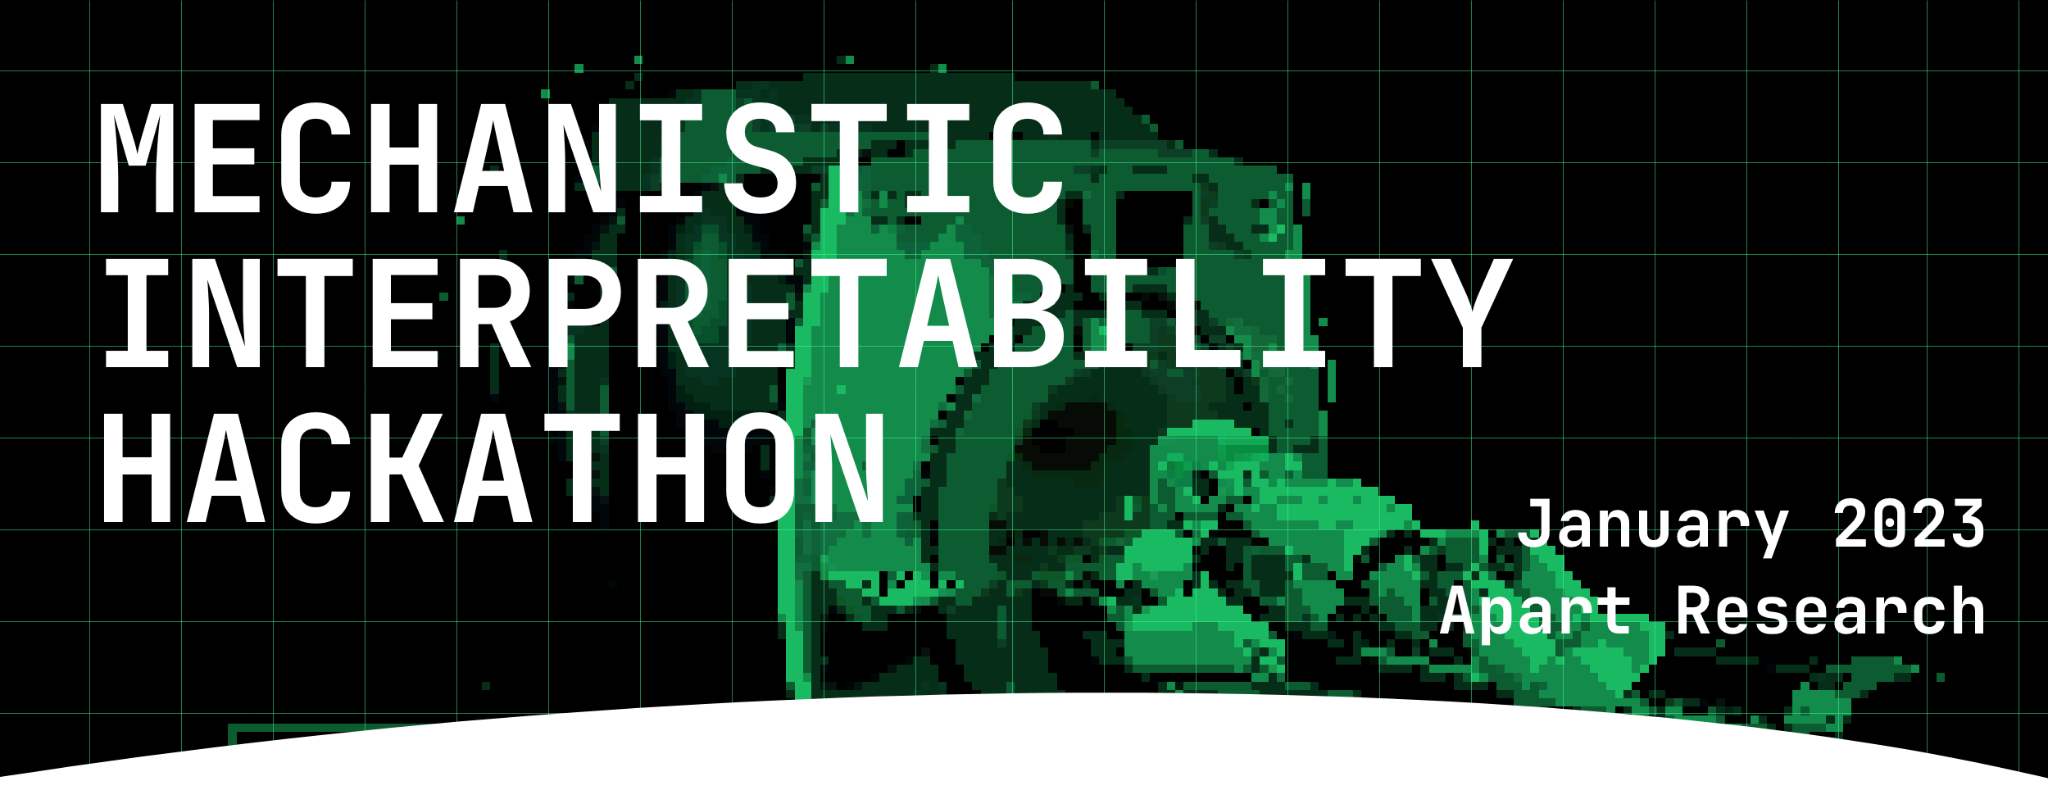 MECHANISTIC
INTERPRETABILITY
HACKATHON
January 2023
Apart Research